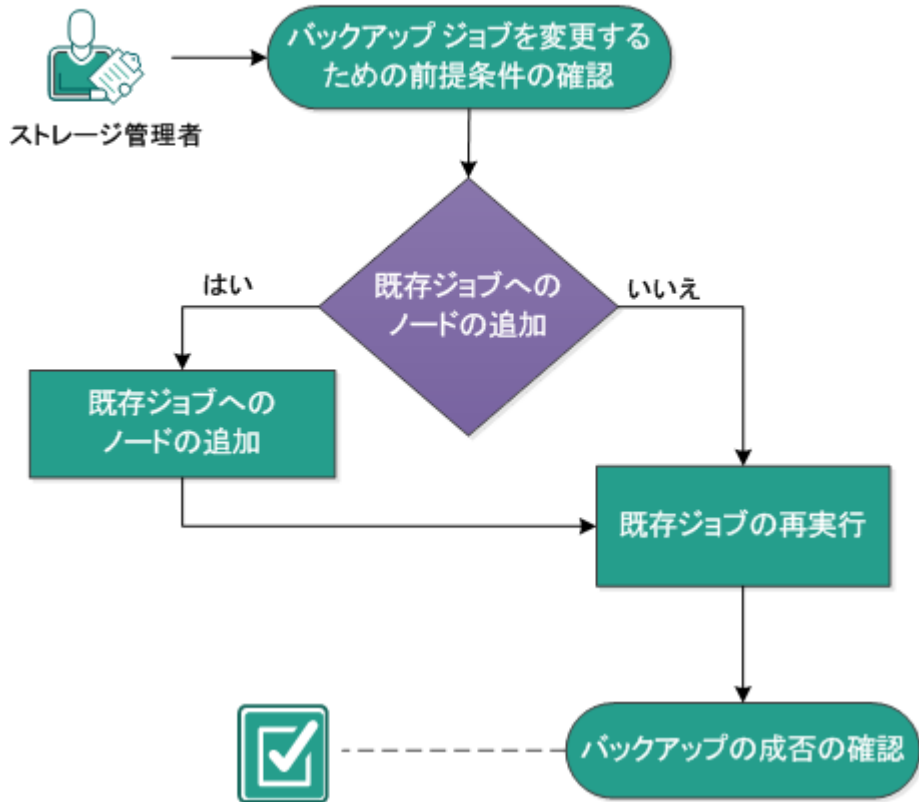 バックアップ ジョブを変更する
ための前提条件の確認
ストレージ管理者
既存ジョブへの
ノードの追加
はい
いいえ
既存ジョブへの
ノードの追加
既存ジョブの再実行
バックアップの成否の確認